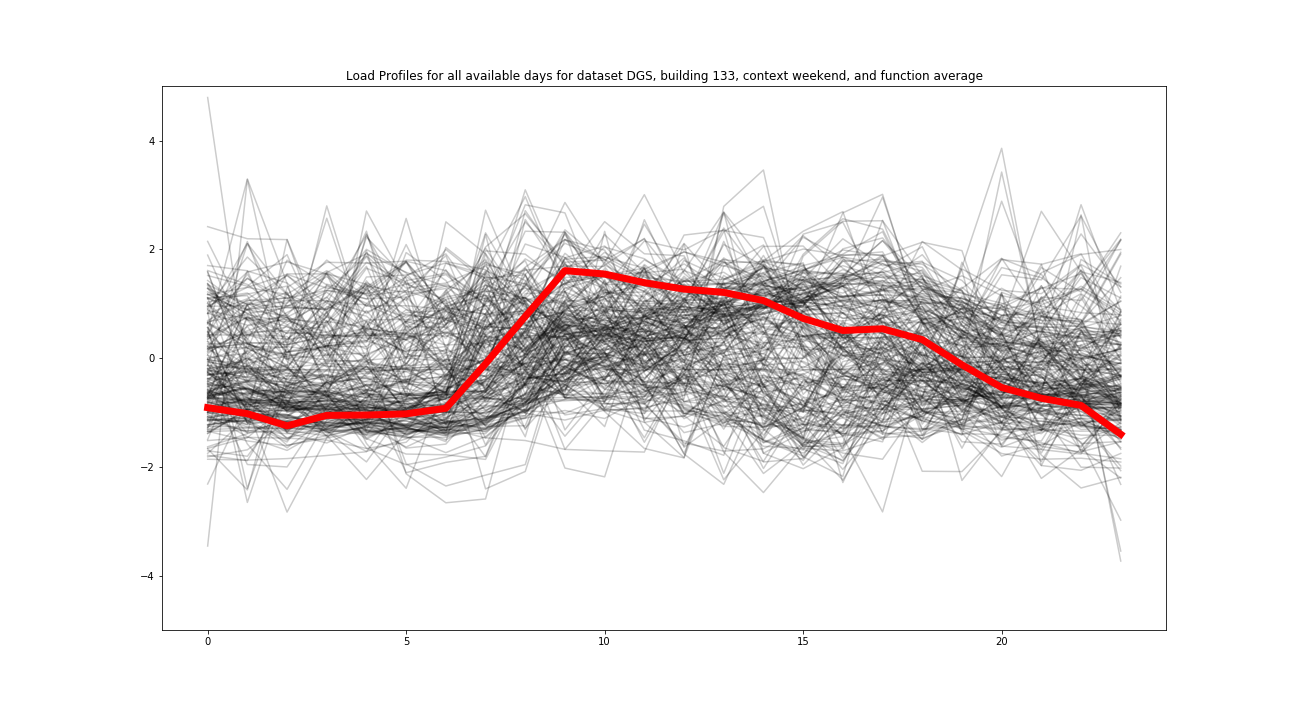 Load Profiles for all available days for dataset DGS, building 133, context weekend, and function average
4
2
0
−2
−4
0 5 10 15 20